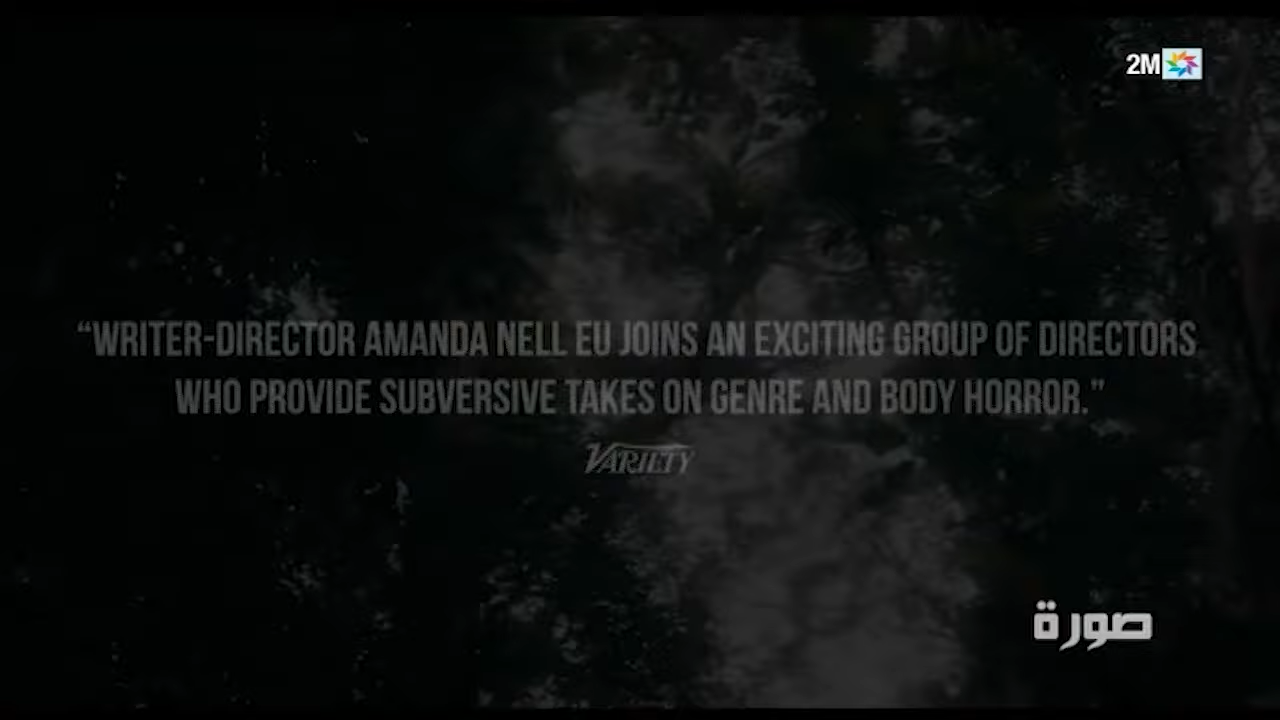 2M
“WRITER-DIRECTOR AMANDA NELL EU JOINS AN EXCITING GROUP OF DIRECTORS
WHO PROVIDE SUBVERSIVE TAKES ON GENRE AND BODY HORROR."
VARIETY
صورة